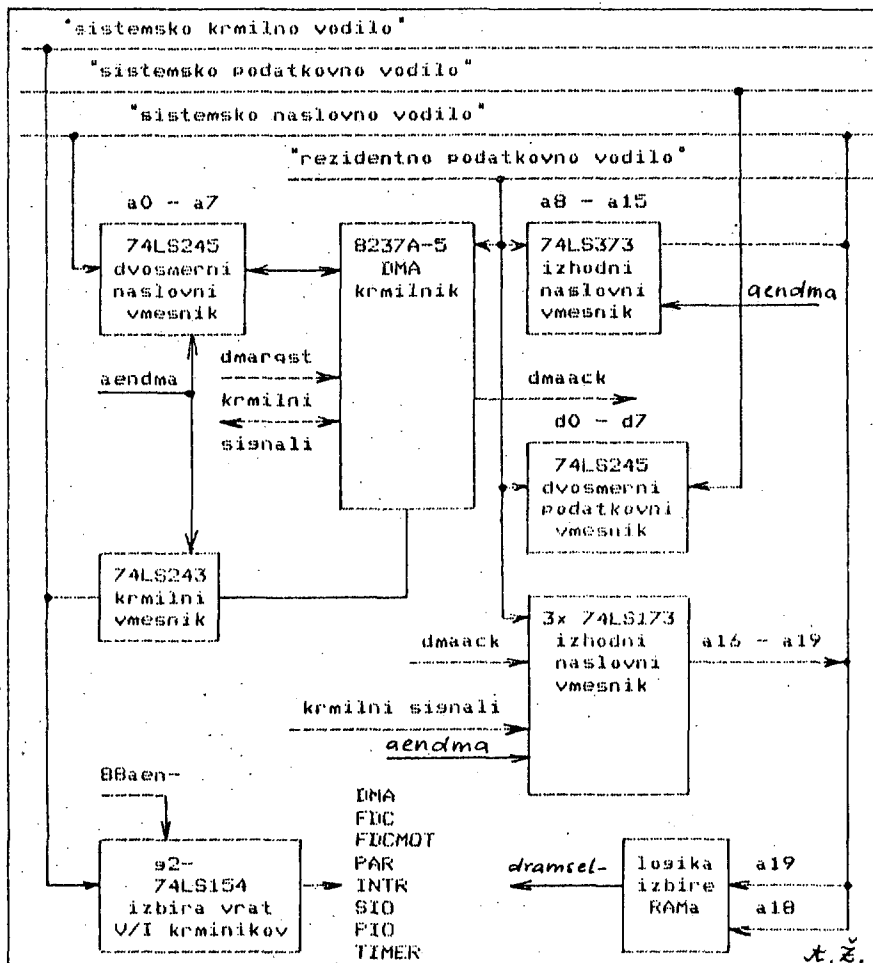 "sistemsko krmilno vodilo"
"sistemsko podatkovno vodilo"
"sistemsko naslovno vodilo"
"rezidentno podatkovno vodilo"
a0 - a7
a8 - a15
74LS245
dvosmerni
naslovni
vmesnik
8237A-5
DMA
krmilnik
74LS373
izhodni
naslovni
vmesnik
aendma
dmarqst
aendma
krmilni
signali
dmaack
d0 - d7
74LS245
dvosmerni
podatkovni
vmesnik
74LS243
krmilni
vmesnik
3x 74LS173
izhodni
naslovni
vmesnik
dmaack
a16 - a19
krmilni signali
aendma
88aen-
DMA
FDC
FDCMOT
PAR
INTR
SIO
PIO
TIMER
g2-
74LS154
izbira vrat
V/I krminikov
dramsel-
logika
izbire
RAMa
a19
a18
A.Ž.